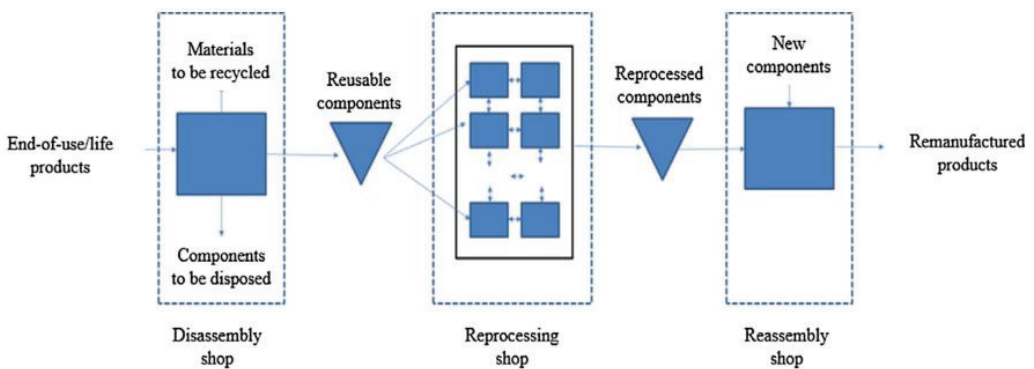 Materials
to be recycled
End-of-use/life
products
Components
to be disposed
Reusable
components
Reprocessed
components
New
components
Remanufactured
products
Disassembly
shop
Reprocessing
shop
Reassembly
shop